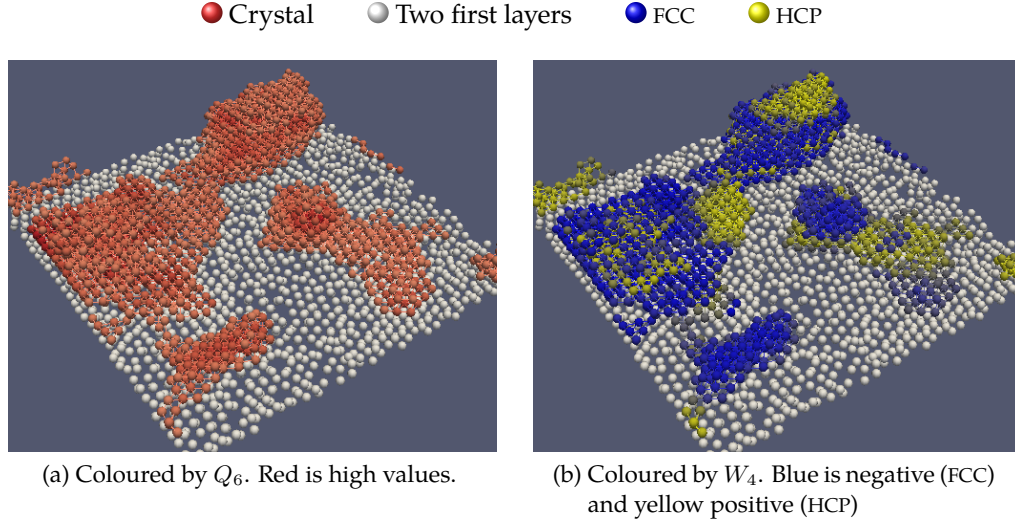 Crystal Two first layers FCC HCP
(a) Coloured by Q6. Red is high values.
(b) Coloured by W4. Blue is negative (FCC)
and yellow positive (HCP)